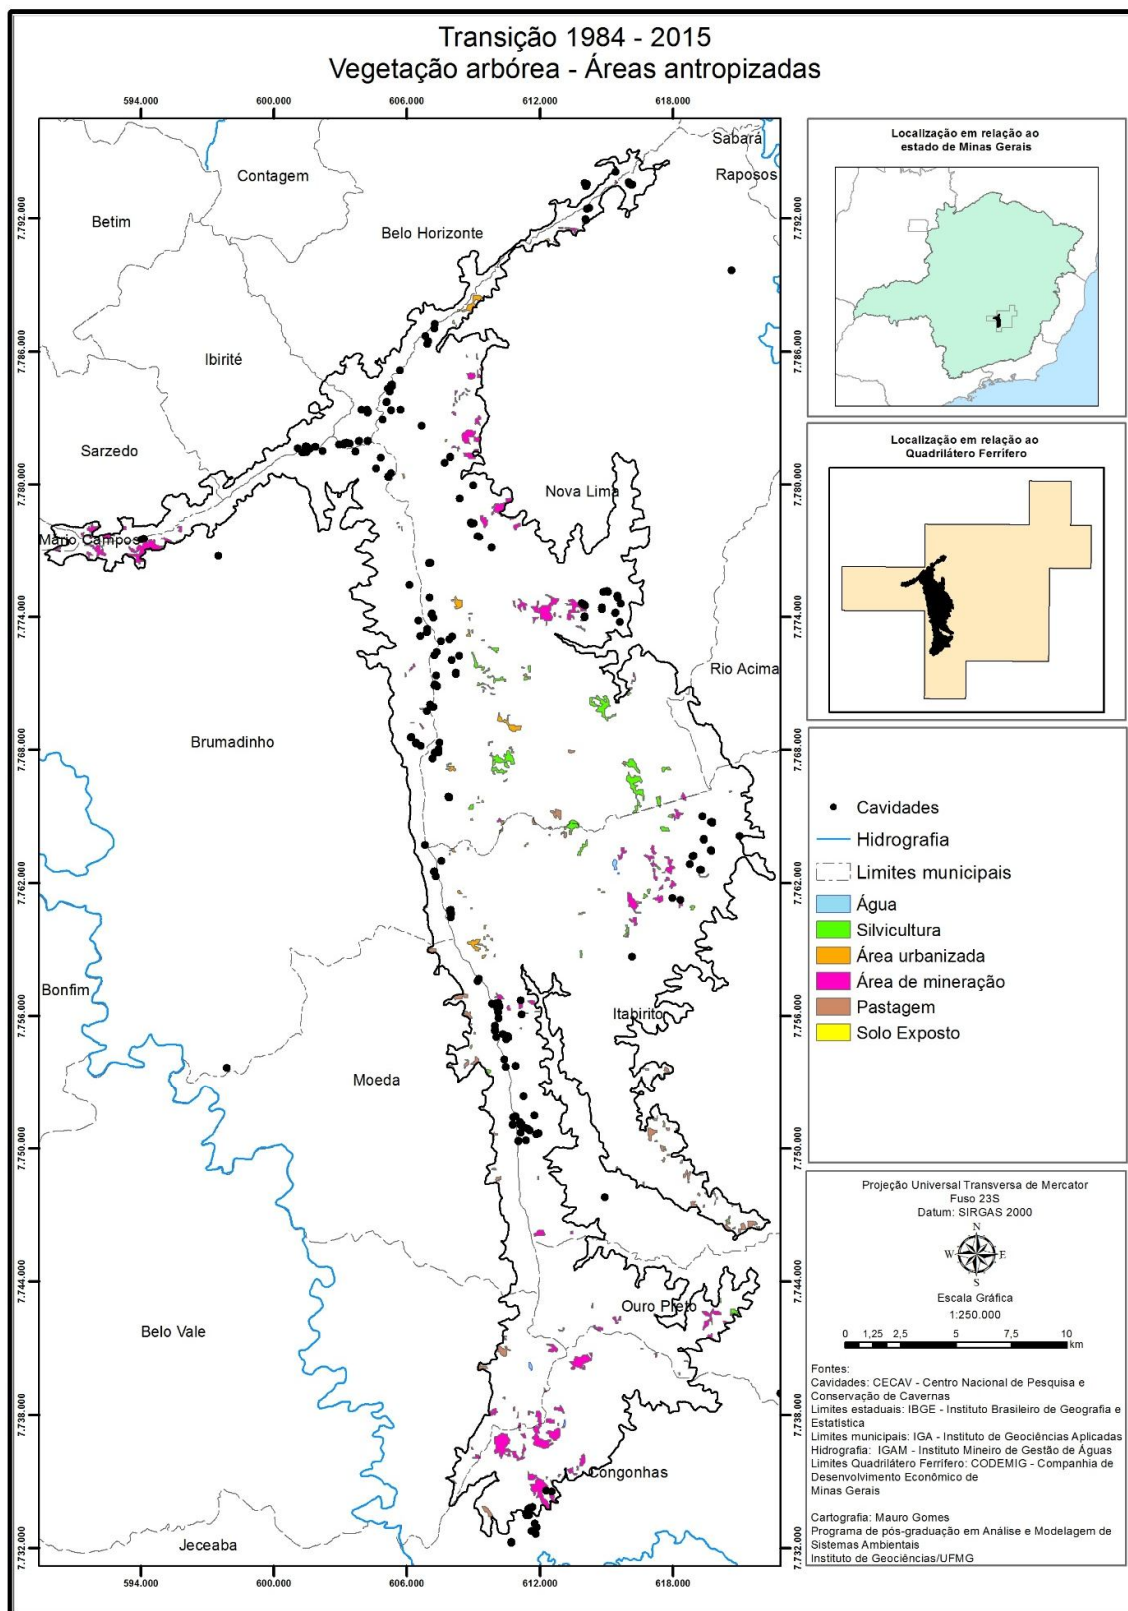 Transição 1984 - 2015
Vegetação arbórea - Áreas antropizadas
594.000
600.000
606.000
612.000
618.000
7.792.000
7.786.000
7.780.000
7.774.000
7.768.000
7.762.000
7.756.000
7.750.000
7.744.000
7.738.000
7.732.000
Sabará
Contagem
Raposos
Betim
Belo Horizonte
Ibirité
Sarzedo
Nova Lima
Mário Campos
Rio Acima
Brumadinho
Bonfim
Itabirito
Moeda
Ouro Preto
Belo Vale
Congonhas
Jeceaba
7.792.000
7.786.000
7.780.000
7.774.000
7.768.000
7.762.000
7.756.000
7.750.000
7.744.000
7.738.000
7.732.000
594.000
600.000
606.000
612.000
618.000
Localização em relação ao
estado de Minas Gerais
Localização em relação ao
Quadrilátero Ferrífero
Cavidades
Hidrografia
Limites municipais
Água
Silvicultura
Área urbanizada
Área de mineração
Pastagem
Solo Exposto
Projeção Universal Transversa de Mercator
Fuso 23S
Datum: SIRGAS 2000
N
W E
S
Escala Gráfica
1:250.000
0 1,25 2,5 5 7,5 10
km
Fontes:
Cavidades: CECAV - Centro Nacional de Pesquisa e
Conservação de Cavernas
Limites estaduais: IBGE - Instituto Brasileiro de Geografia e
Estatística
Limites municipais: IGA - Instituto de Geociências Aplicadas
Hidrografia: IGAM - Instituto Mineiro de Gestão de Águas
Limites Quadrilátero Ferrífero: CODEMIG - Companhia de
Desenvolvimento Econômico de
Minas Gerais
Cartografia: Mauro Gomes
Programa de pós-graduação em Análise e Modelagem de
Sistemas Ambientais
Instituto de Geociências/UFMG